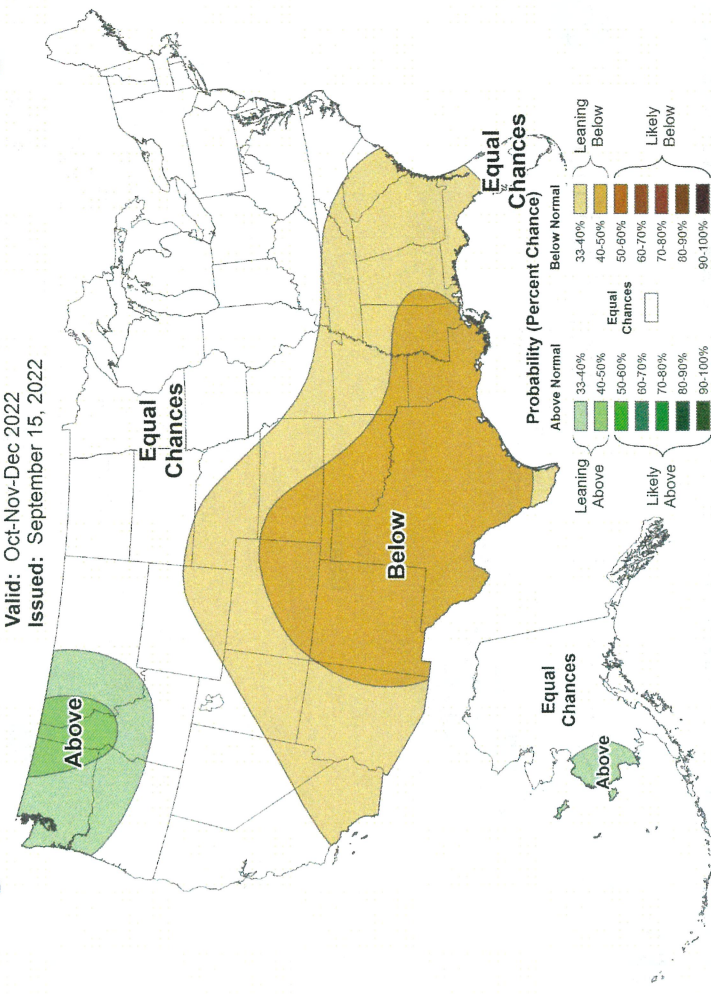 Valid: Oct-Nov-Dec 2022
Issued: September 15, 2022
Above
Equal
Chances
Below
Equal
Chances
Equal
Chances
Above
Probability (Percent Chance)
Above Normal
Below Normal
Leaning
Above
33-40%
40-50%
Likely
Above
50-60%
60-70%
70-80%
80-90%
90-100%
Equal
Chances
33-40%
40-50%
Leaning
Below
50-60%
60-70%
70-80%
80-90%
90-100%
Likely
Below